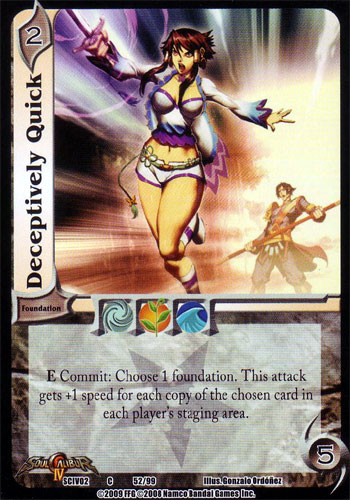 2
Deceptively Quick
Foundation
E Commit: Choose 1 foundation. This attack
gets +1 speed for each copy of the chosen card in
each player's staging area.
5
SoulCalibur
IV
SCIV02 C 52/99 Illus. Gonzalo Ordóñez
©2009 FFG ©2008 Namco Bandai Games Inc.